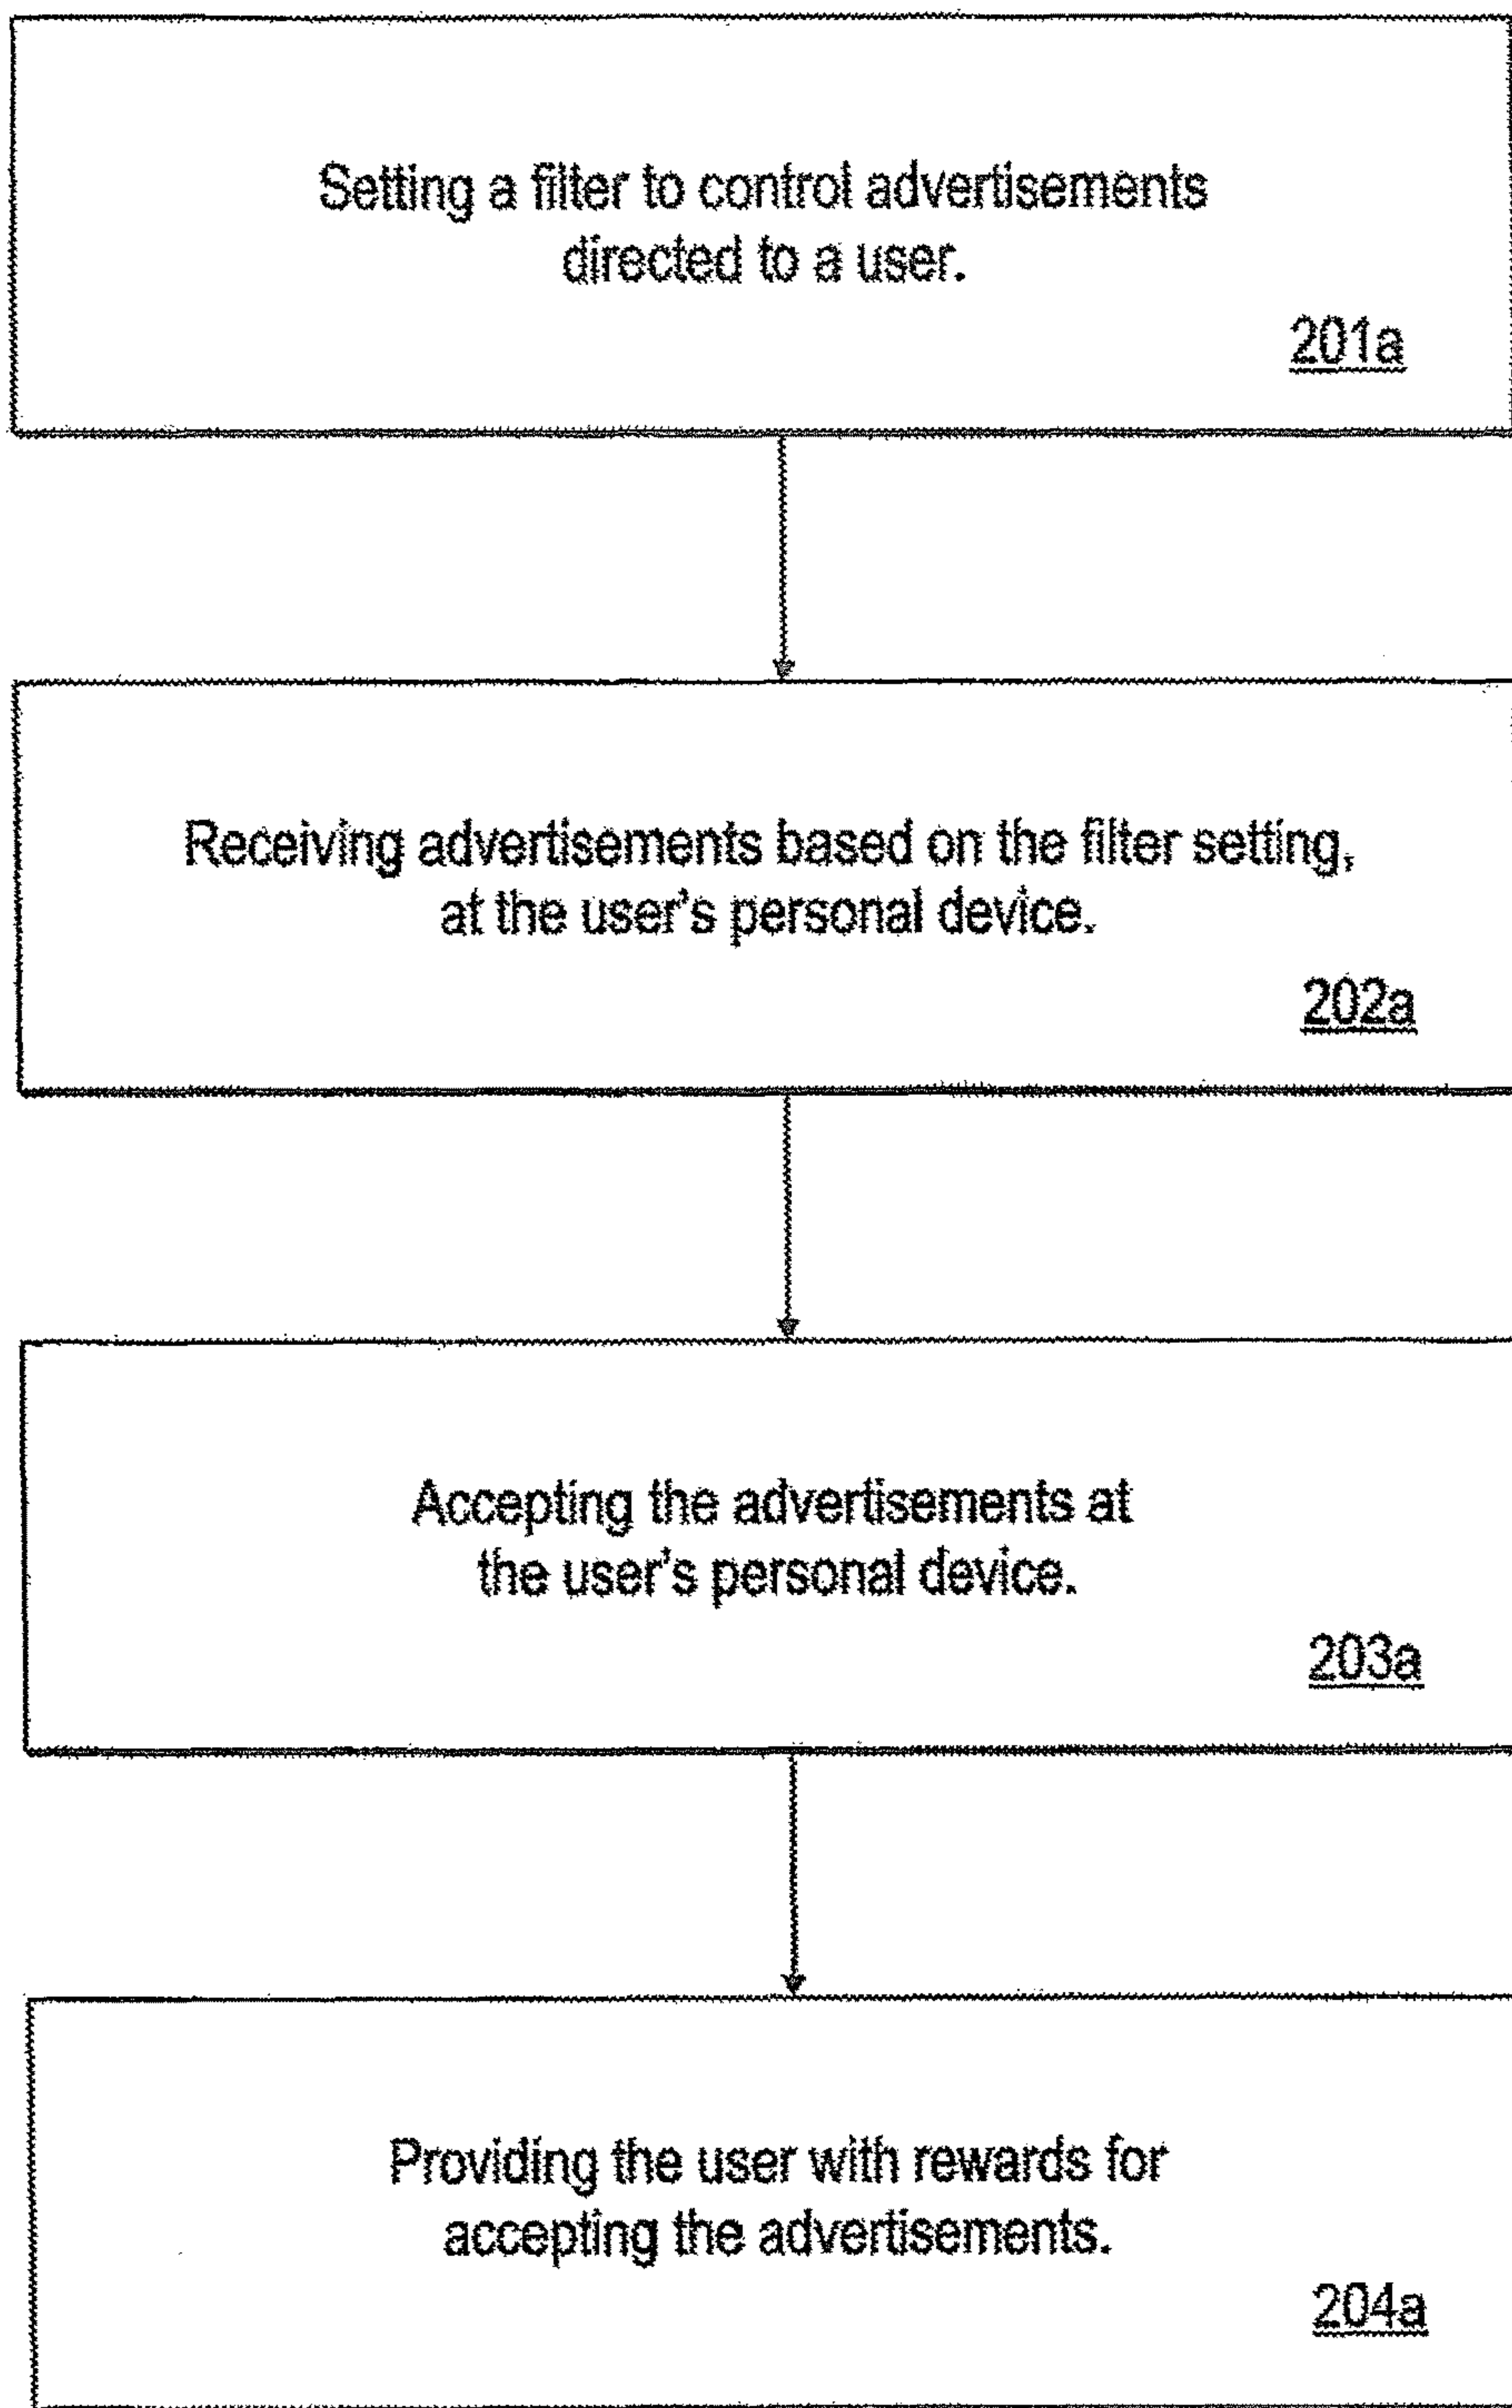 Setting a filter to control advertisements
directed to a user.
201a
Receiving advertisements based on the filter setting,
at the user's personal device.
202a
Accepting the advertisements at
the user's personal device.
203a
Providing the user with rewards for
accepting the advertisements.
204a